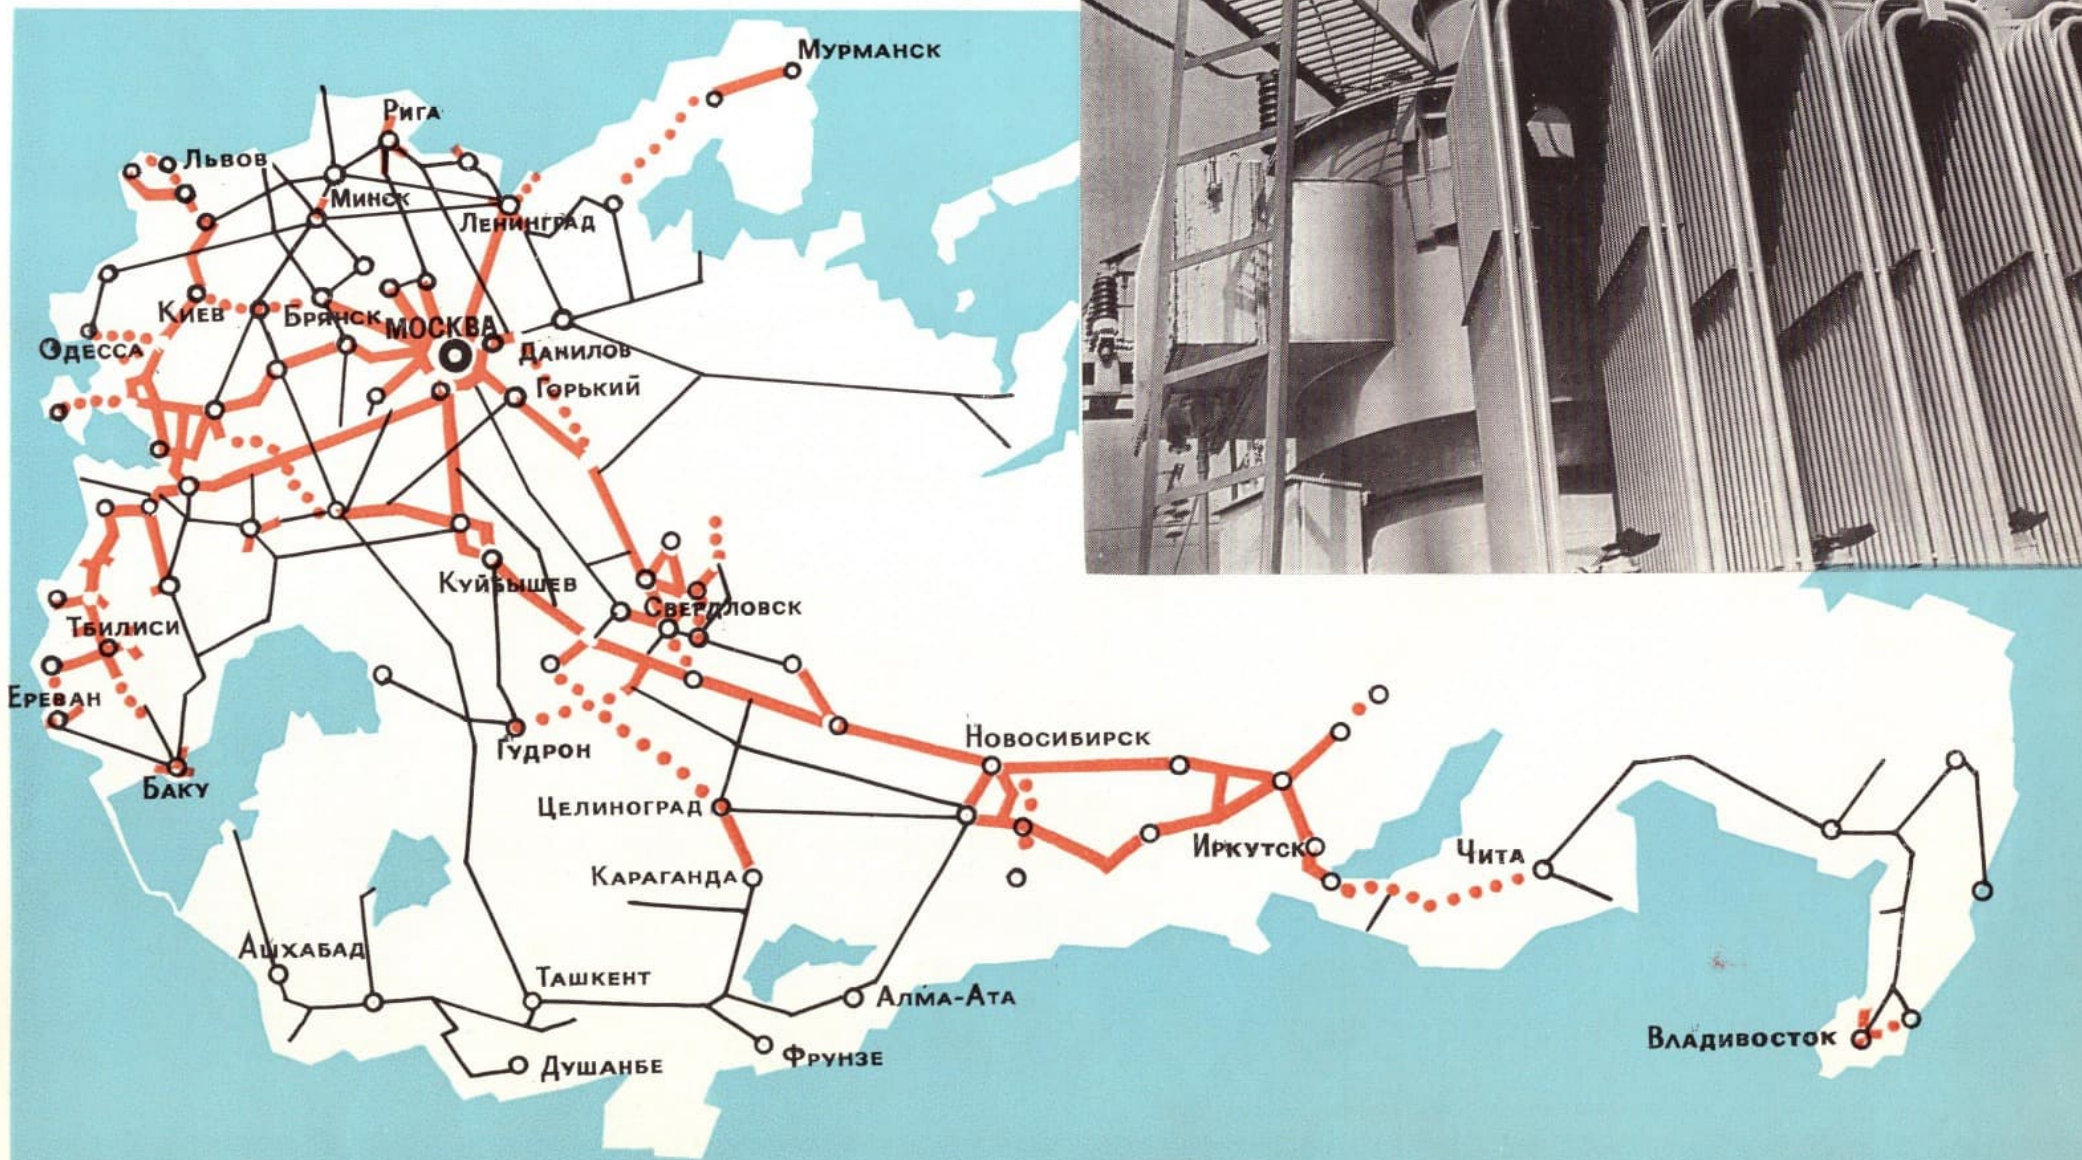 Мурманск
Рига
Львов
Минск
Ленинград
Киев
Брянск
МОСКВА
Одесса
Данилов
Горький
Куйбышев
Свердловск
Тбилиси
Ереван
Гудрон
Новосибирск
Баку
Целиноград
Иркутск
Чита
Караганда
Ашхабад
Ташкент
Алма-Ата
Владивосток
Душанбе
Фрунзе